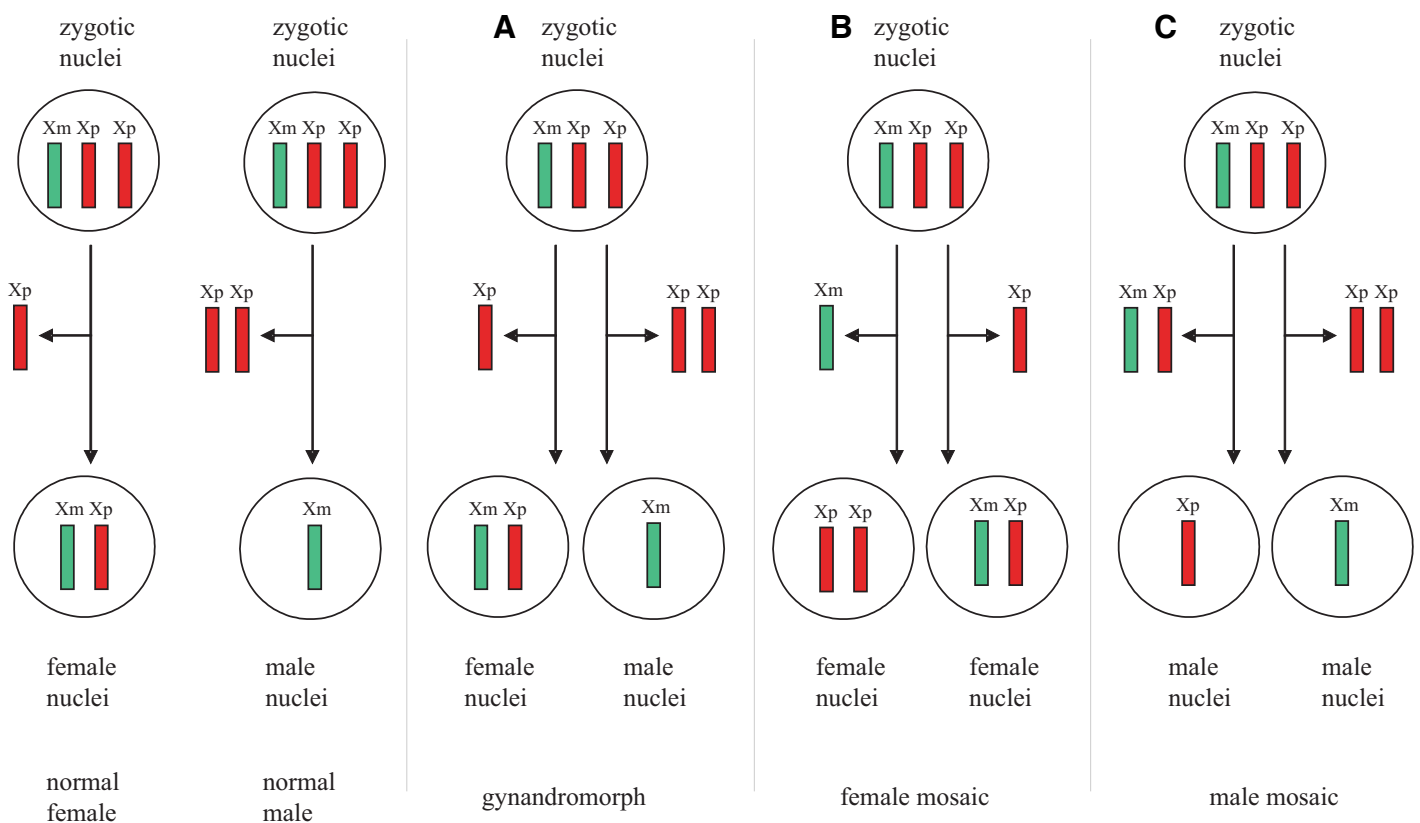 zygotic
nuclei
Xm Xp Xp
Xp
Xm Xp
female
nuclei
normal
female
zygotic
nuclei
Xm Xp Xp
Xp Xp
Xm
male
nuclei
normal
male
A zygotic
nuclei
Xm Xp Xp
Xp
Xp Xp
Xm Xp
Xm
female
nuclei
male
nuclei
gynandromorph
B zygotic
nuclei
Xm Xp Xp
Xm
Xp
Xp Xp
Xm Xp
female
nuclei
female
nuclei
female mosaic
C zygotic
nuclei
Xm Xp Xp
Xm Xp
Xp Xp
Xp
Xm
male
nuclei
male
nuclei
male mosaic